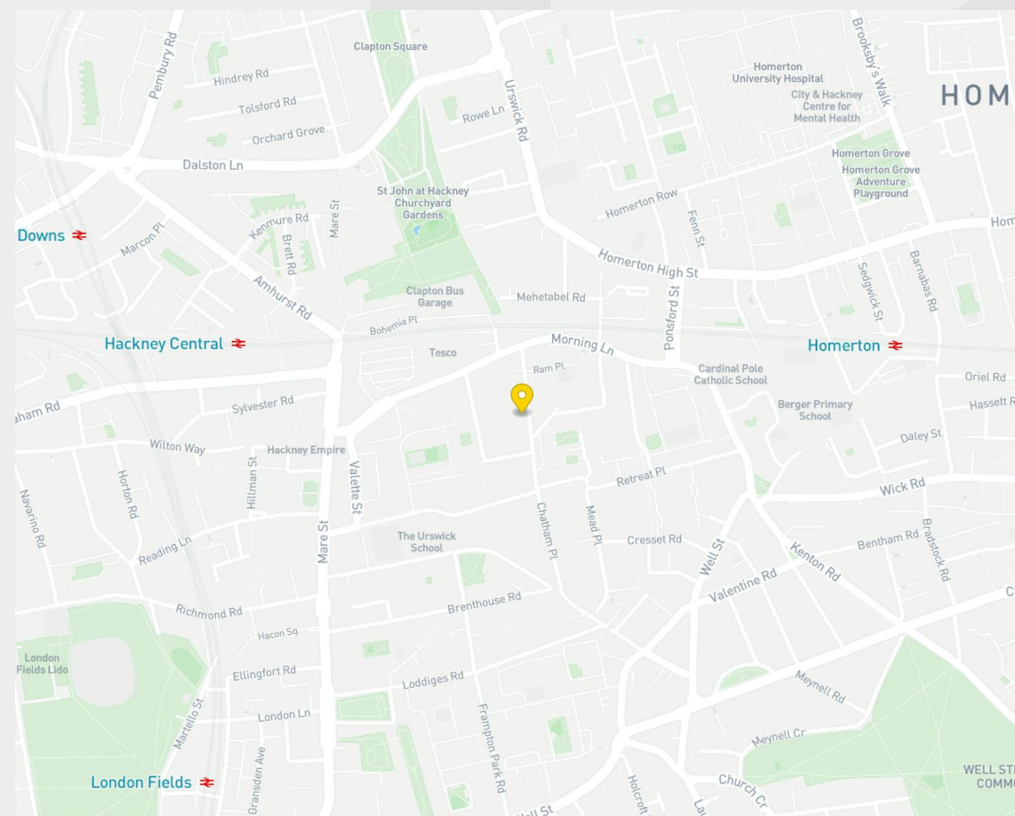 Clapton Square
Pembury Rd
Hindrey Rd
Tolsford Rd
Orchard Grove
Dalston Ln
Urswick Rd
Rowe Ln
Homerton
University Hospital
City & Hackney
Centre for
Mental Health
Brooksby's Walk
HOM
Homerton Grove
Homerton Grove
Adventure
Playground
St John at Hackney
Churchyard
Gardens
Mare St
Kenmure Rd
Brett Rd
Downs
Marcon Pl
Homerton Row
Fenn St
Hom
Homerton High St
Amhurst Rd
Clapton Bus
Garage
Mehetabel Rd
Ponsford St
Sedgwick St
Barnabas Rd
Bohemia Pl
Hackney Central
Tesco
Morning Ln
Ram Pl
Homerton
Cardinal Pole
Catholic School
Oriel Rd
Hassett R
aham Rd
Sylvester Rd
Berger Primary
School
Daley St
Wilton Way
Hackney Empire
Hillman St
Valette St
Horton Rd
Navarino Rd
Retreat Pl
Wick Rd
Mare St
Chatham Pl
Mead Pl
The Urswick
School
Cresset Rd
Well St
Kenton Rd
Bentham Rd
Bradstock Rd
Reading Ln
Valentine Rd
Richmond Rd
Brenthouse Rd
Hacon Sq
London
Fields Lido
Ellingfort Rd
Loddiges Rd
Meynell Rd
Martello St
London Ln
Frampton Park Rd
Gransden Ave
Meynell Cr
London Fields
Church Cr
Holcroft
WELL ST
COMMO
ell St